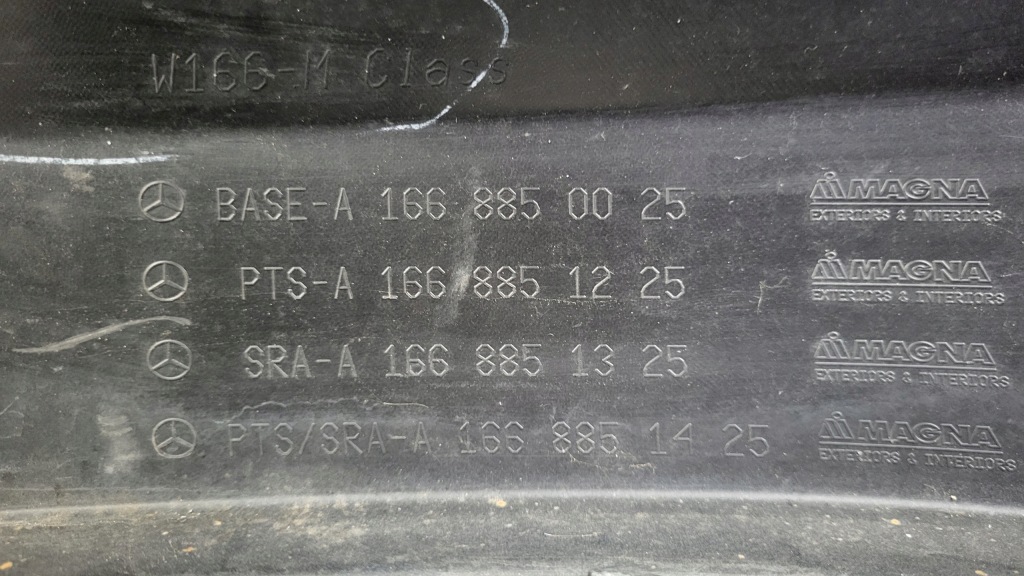 W166-M Class
BASE-A 166 885 00 25 MAGNA
EXTERIORS & INTERIORS
PTS-A 166 885 12 25 MAGNA
EXTERIORS & INTERIORS
SRA-A 166 885 13 25 MAGNA
EXTERIORS & INTERIORS
PTS/SRA-A 166 885 14 25 MAGNA
EXTERIORS & INTERIORS